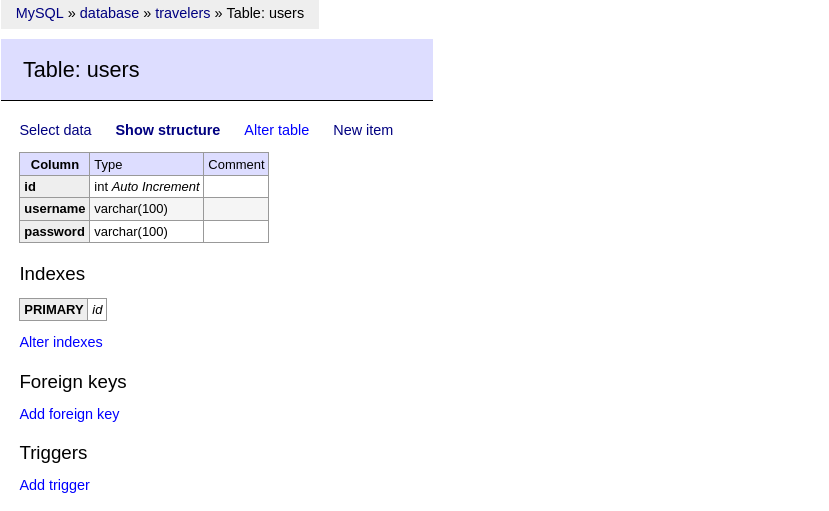 MySQL » database » travelers » Table: users
Table: users
Select data Show structure Alter table New item
Column Type Comment
id int Auto Increment
username varchar(100)
password varchar(100)
Indexes
PRIMARY id
Alter indexes
Foreign keys
Add foreign key
Triggers
Add trigger